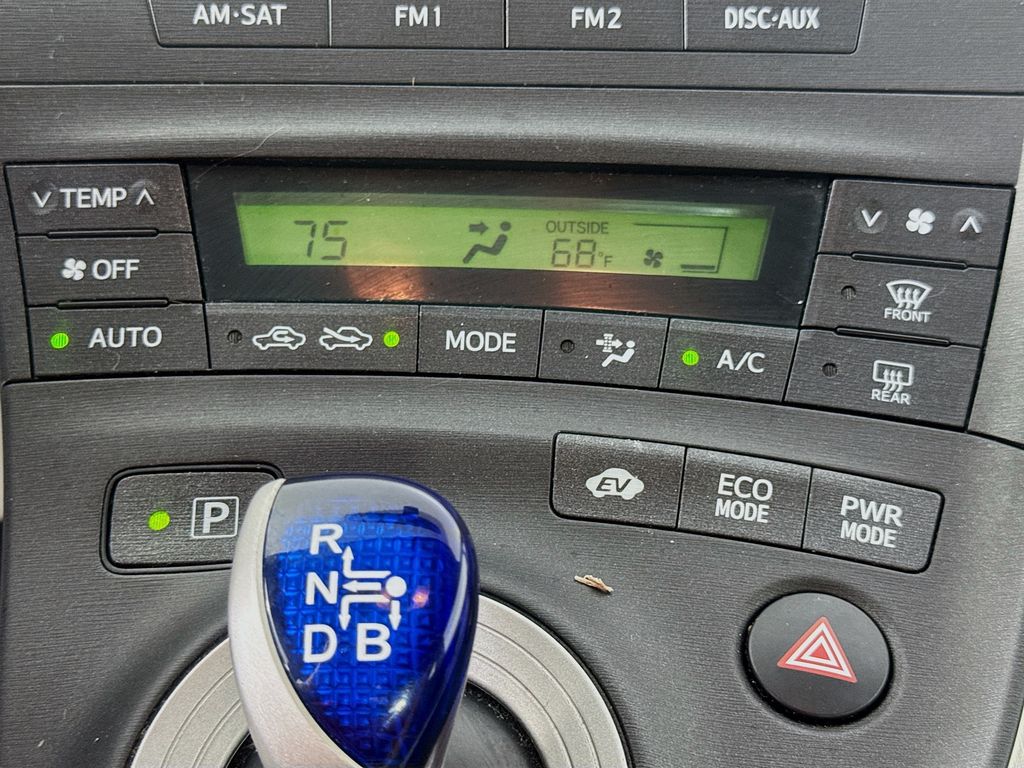 AM·SAT
FM1
FM2
DISC·AUX
TEMP
75
OUTSIDE
68°F
OFF
FRONT
AUTO
MODE
A/C
REAR
P
EV
ECO
MODE
PWR
MODE
R
N
D B